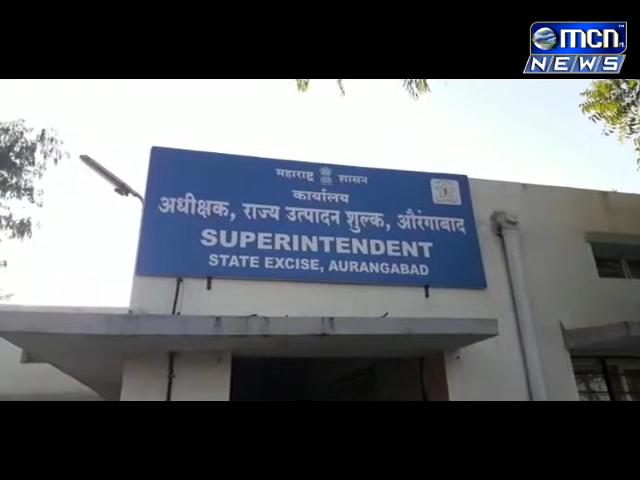 mcn
NEWS
महाराष्ट्र शासन
कार्यालय
अधीक्षक, राज्य उत्पादन शुल्क, औरंगाबाद
SUPERINTENDENT
STATE EXCISE, AURANGABAD